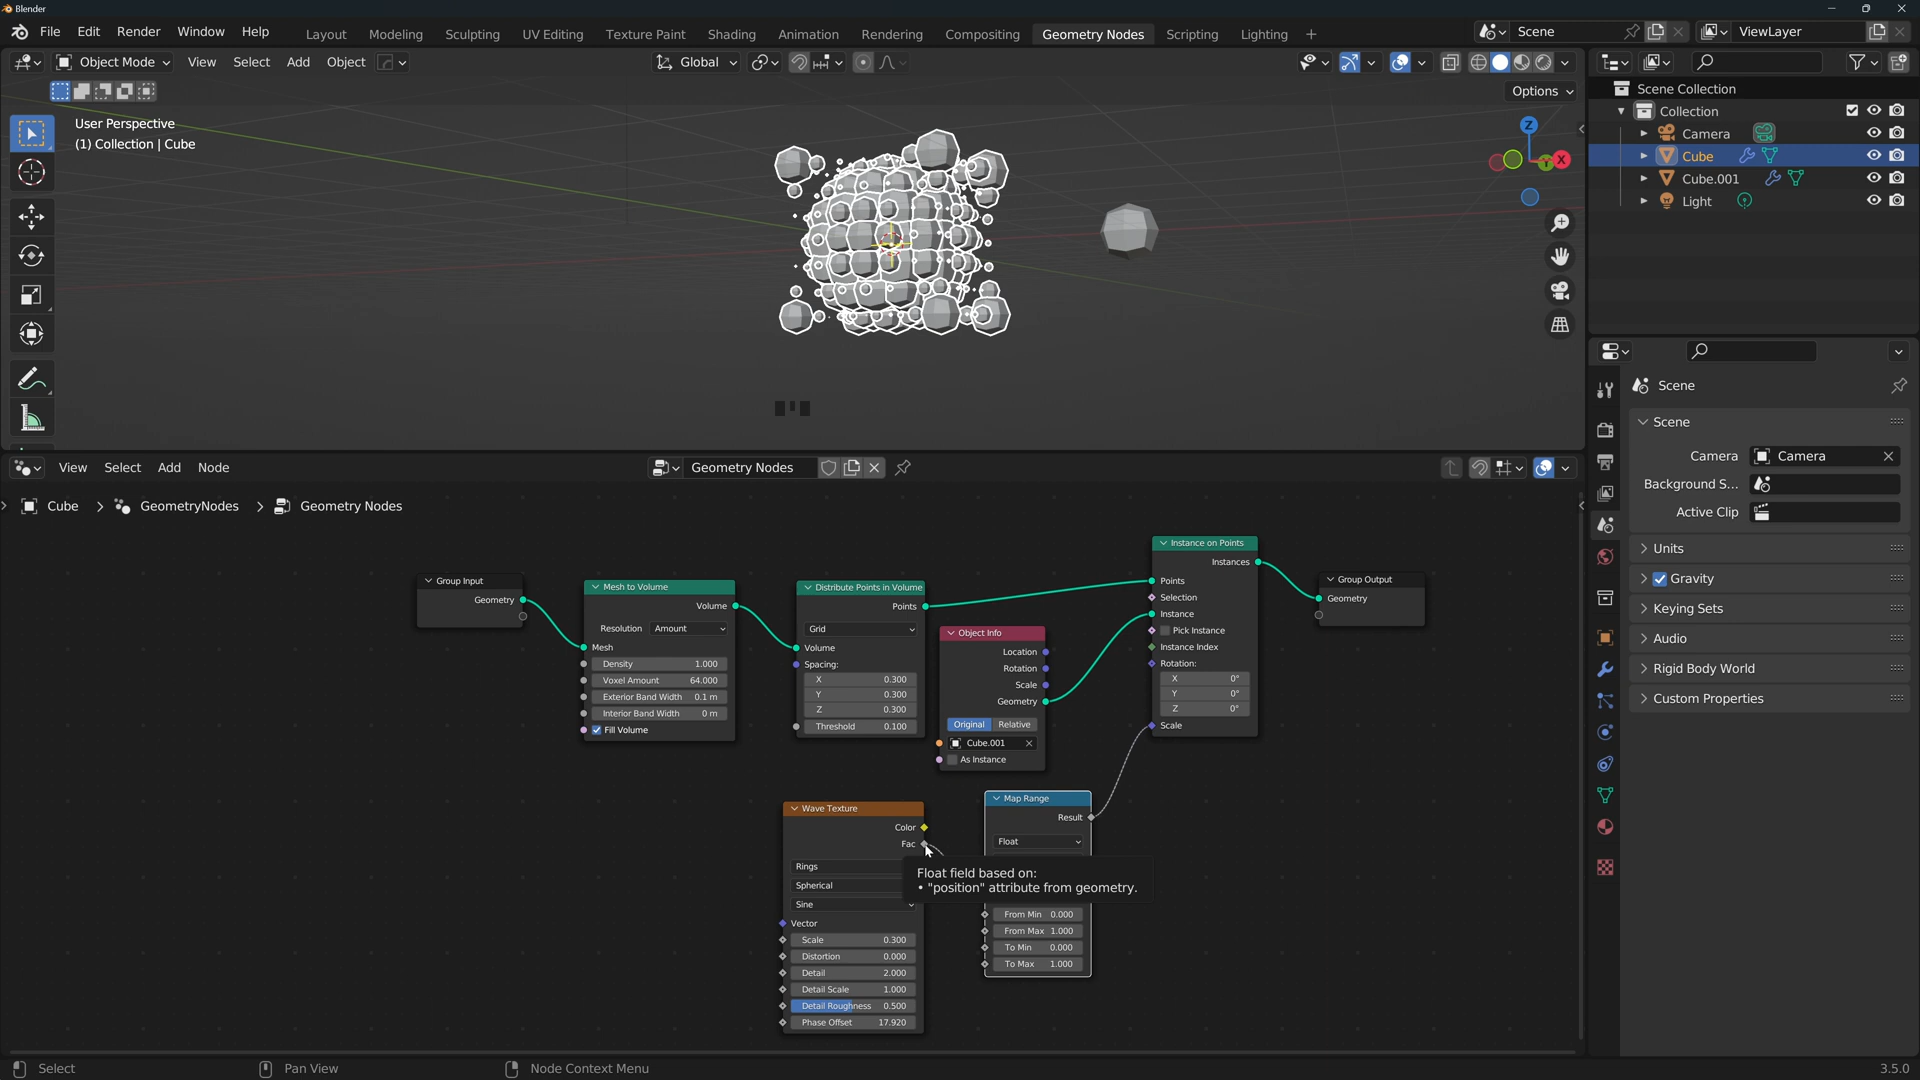 Blender
File Edit Render Window Help
Layout Modeling Sculpting UV Editing Texture Paint Shading Animation Rendering Compositing Geometry Nodes Scripting Lighting +
Scene
ViewLayer
Object Mode View Select Add Object
Global
Options
User Perspective
(1) Collection | Cube
Z
X
Y
Scene Collection
Collection
Camera
Cube
Cube.001
Light
Scene
Scene
Camera Camera
Background S...
Active Clip
Units
Gravity
Keying Sets
Audio
Rigid Body World
Custom Properties
View Select Add Node
Geometry Nodes
Cube > GeometryNodes > Geometry Nodes
Group Input
Geometry
Mesh to Volume
Volume
Resolution Amount
Mesh
Density 1.000
Voxel Amount 64.000
Exterior Band Width 0.1 m
Interior Band Width 0 m
Fill Volume
Distribute Points in Volume
Points
Grid
Volume
Spacing:
X 0.300
Y 0.300
Z 0.300
Threshold 0.100
Object Info
Location
Rotation
Scale
Geometry
Original Relative
Cube.001
As Instance
Instance on Points
Instances
Points
Selection
Instance
Pick Instance
Instance Index
Rotation:
X 0°
Y 0°
Z 0°
Scale
Group Output
Geometry
Wave Texture
Color
Fac
Rings
Spherical
Sine
Vector
Scale 0.300
Distortion 0.000
Detail 2.000
Detail Scale 1.000
Detail Roughness 0.500
Phase Offset 17.920
Map Range
Result
Float
Float field based on:
• "position" attribute from geometry.
From Min 0.000
From Max 1.000
To Min 0.000
To Max 1.000
Select
Pan View
Node Context Menu
3.5.0